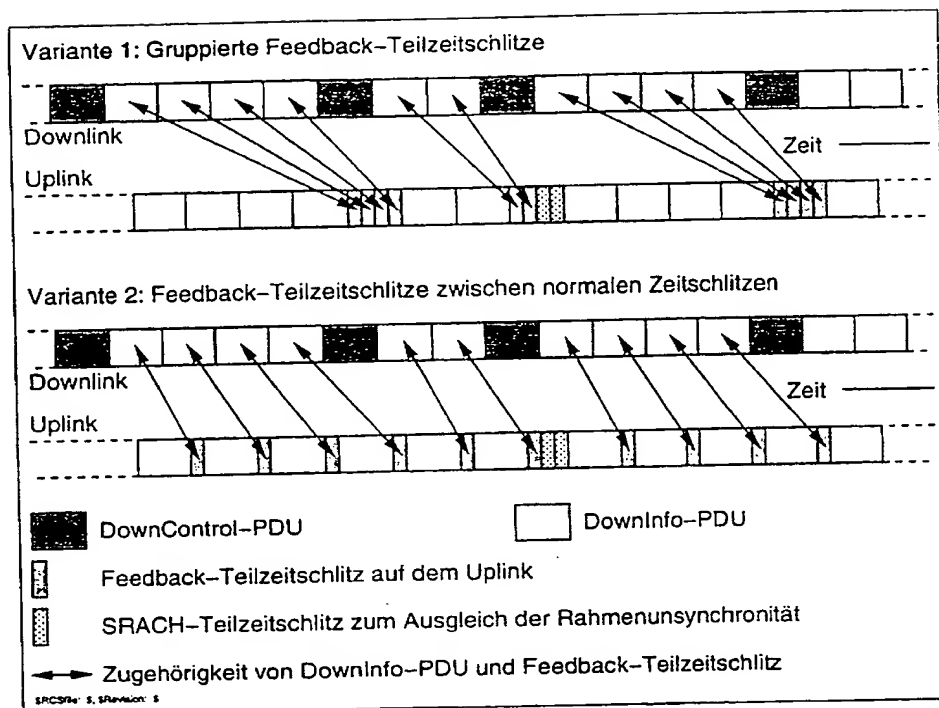 Variante 1: Gruppierte Feedback–Teilzeitschlitze
Downlink
Zeit
Uplink
Variante 2: Feedback–Teilzeitschlitze zwischen normalen Zeitschlitzen
Downlink
Zeit
Uplink
DownControl–PDU
DownInfo–PDU
Feedback–Teilzeitschlitz auf dem Uplink
SRACH–Teilzeitschlitz zum Ausgleich der Rahmenunsynchronität
Zugehörigkeit von DownInfo–PDU und Feedback–Teilzeitschlitz
$RCSfile: $, $Revision: $